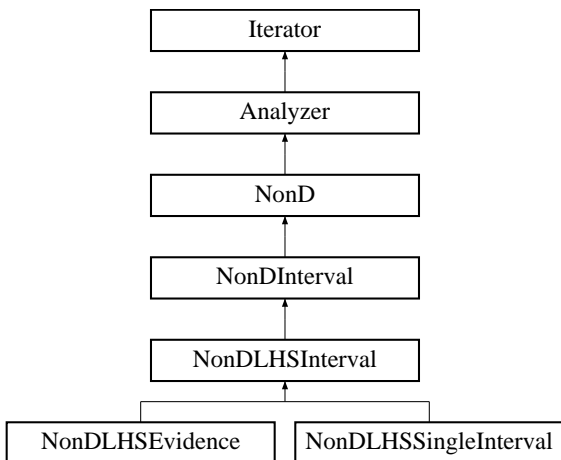 Iterator
Analyzer
NonD
NonDInterval
NonDLHSInterval
NonDLHSEvidence
NonDLHSSingleInterval